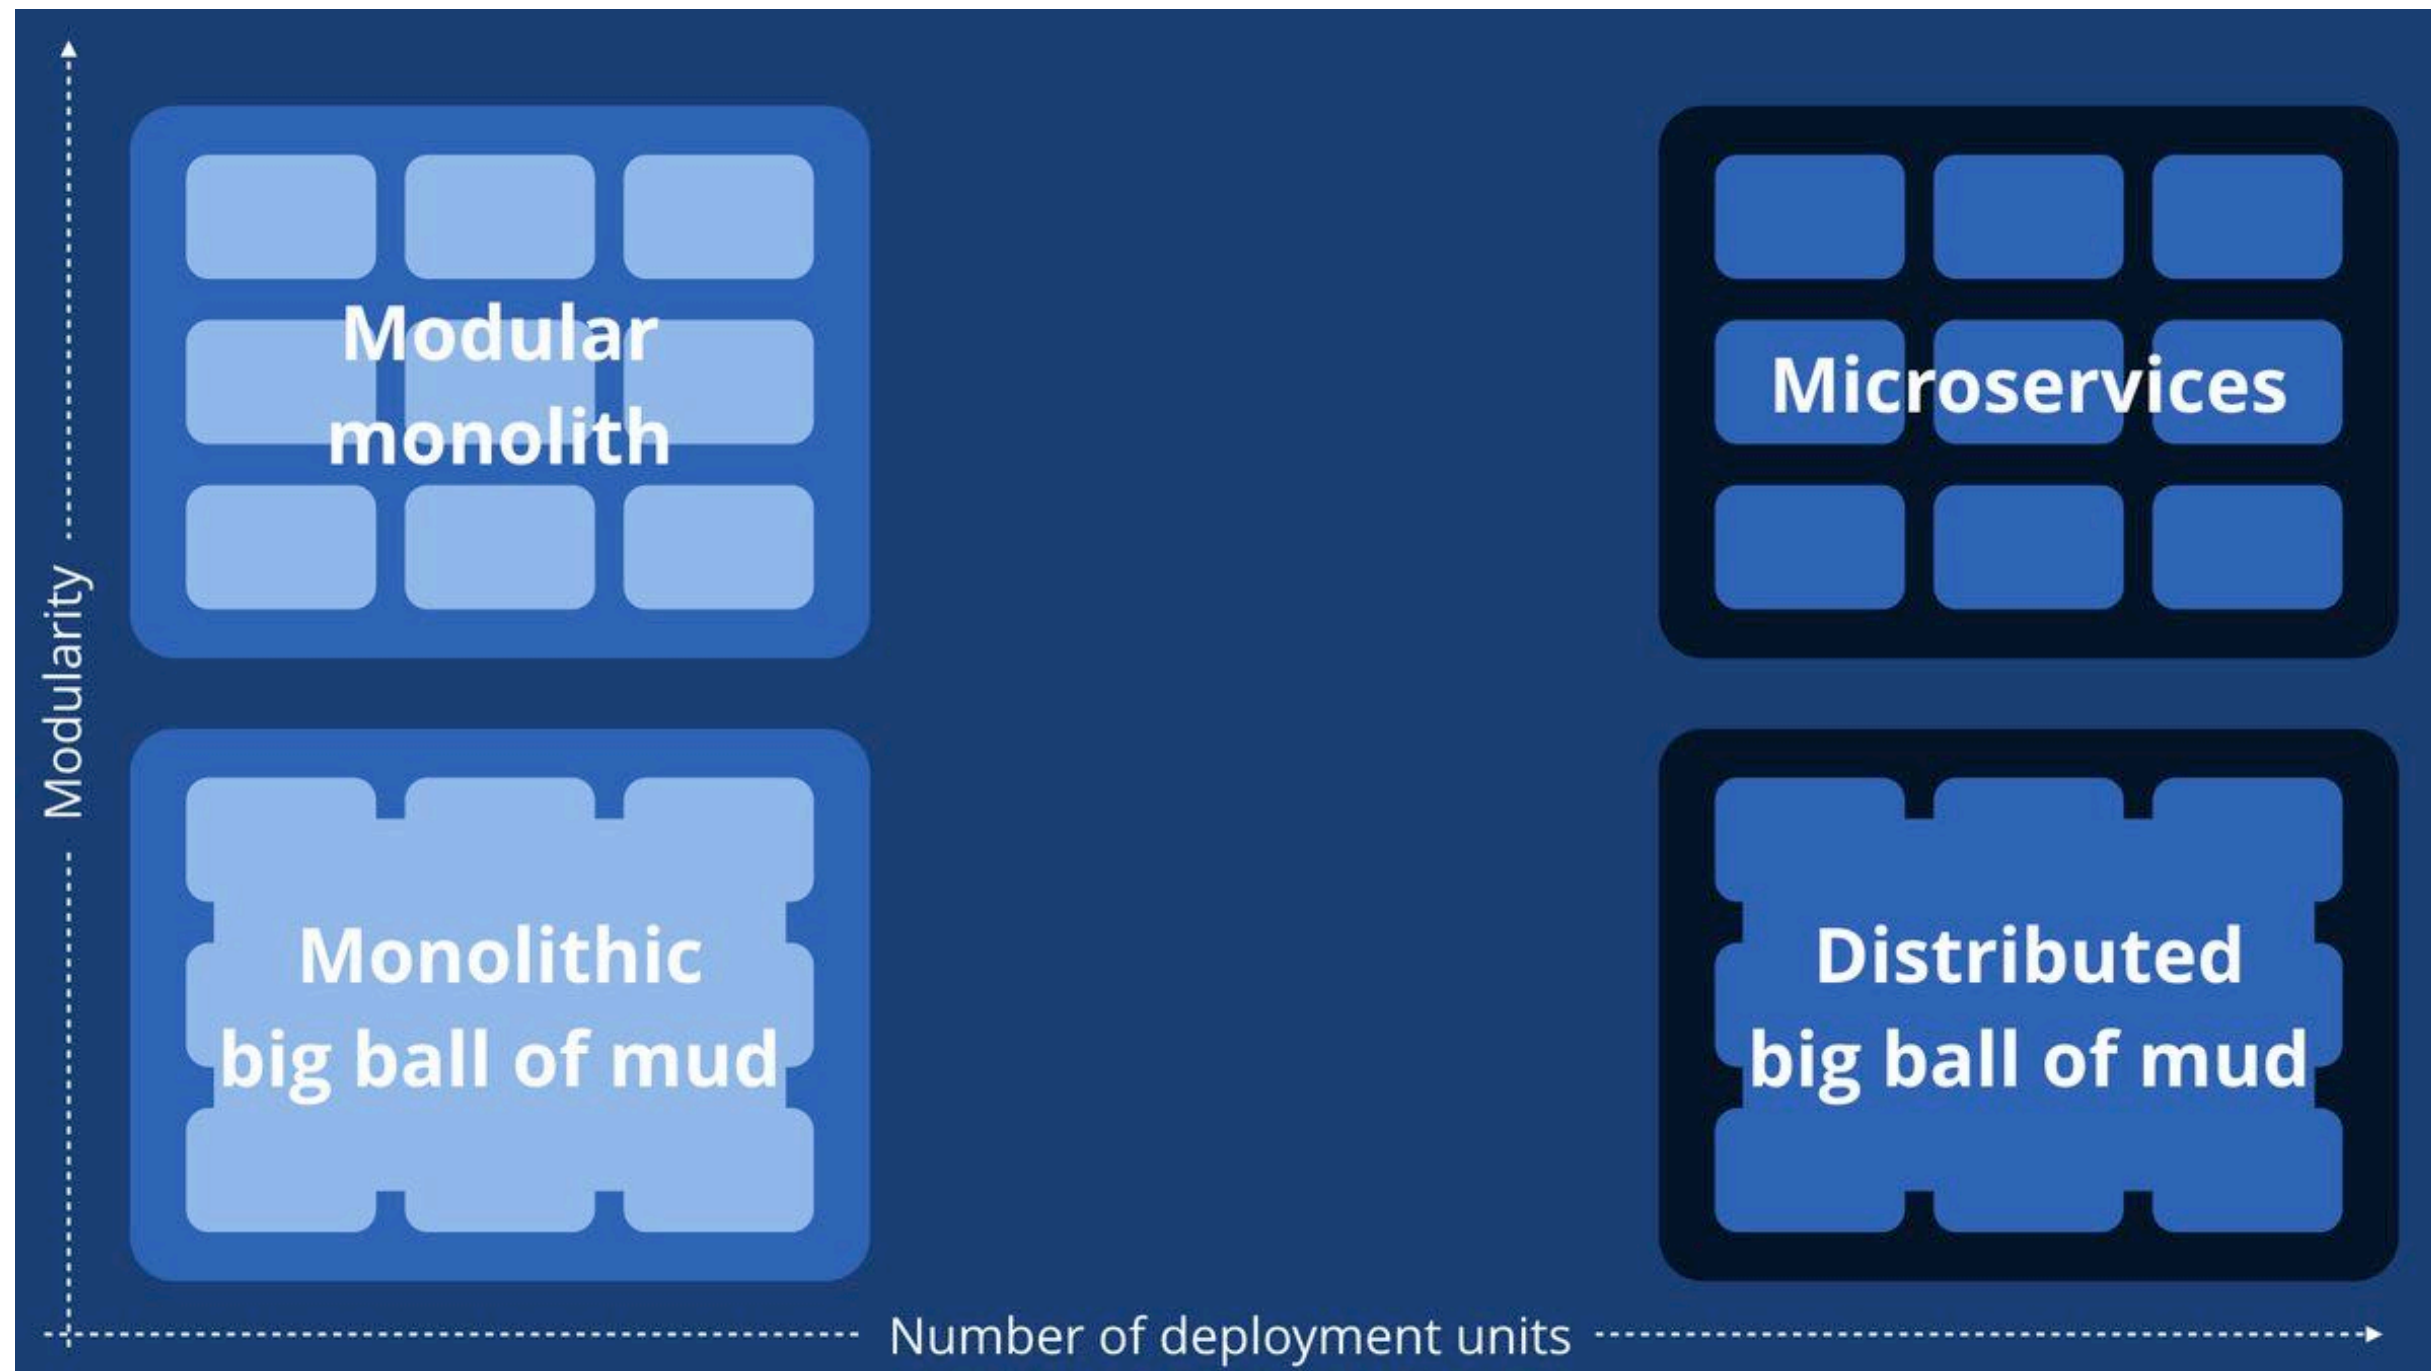 Modular
monolith
Microservices
Modularity
Monolithic
big ball of mud
Distributed
big ball of mud
Number of deployment units